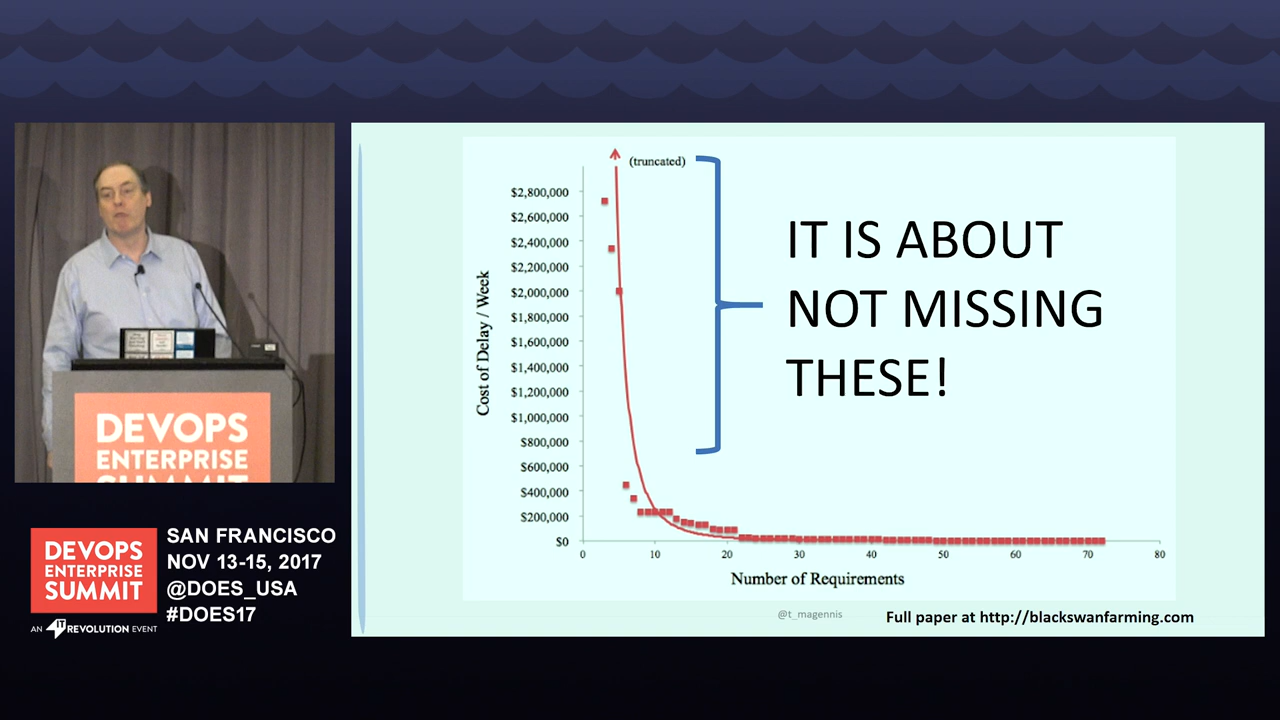 (truncated)
$2,800,000
$2,600,000
$2,400,000
$2,200,000
$2,000,000
$1,800,000
$1,600,000
$1,400,000
$1,200,000
$1,000,000
$800,000
$600,000
$400,000
$200,000
$0
Cost of Delay / Week
0 10 20 30 40 50 60 70 80
Number of Requirements
IT IS ABOUT
NOT MISSING
THESE!
@t_magennis
Full paper at http://blackswanfarming.com
DEVOPS
ENTERPRISE
SUMMIT
DEVOPS
ENTERPRISE
SUMMIT
AN IT REVOLUTION EVENT
SAN FRANCISCO
NOV 13-15, 2017
@DOES_USA
#DOES17